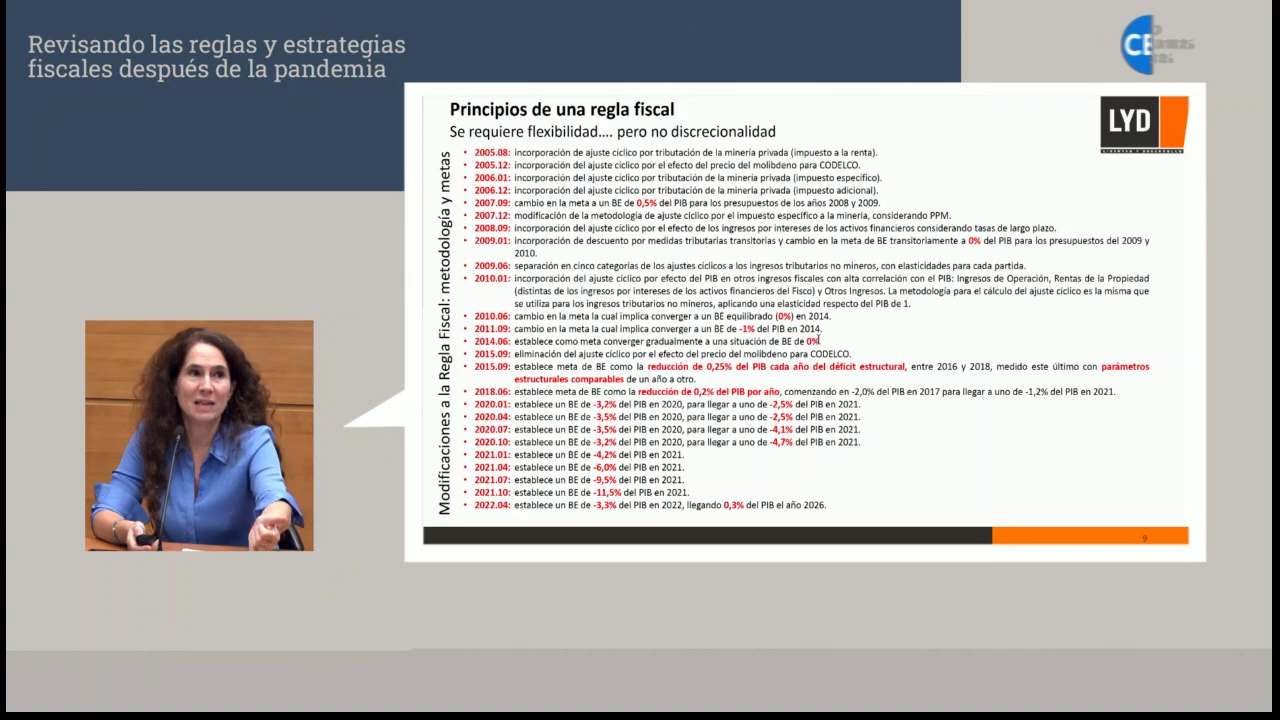 Revisando las reglas y estrategias
fiscales después de la pandemia
CE
Principios de una regla fiscal
Se requiere flexibilidad.... pero no discrecionalidad
LYD
LIBERTAD Y DESARROLLO
Modificaciones a la Regla Fiscal: metodología y metas
• 2005.08: incorporación de ajuste cíclico por tributación de la minería privada (impuesto a la renta).
• 2005.12: incorporación del ajuste cíclico por el efecto del precio del molibdeno para CODELCO.
• 2006.01: incorporación del ajuste cíclico por tributación de la minería privada (impuesto específico).
• 2006.12: incorporación del ajuste cíclico por tributación de la minería privada (impuesto adicional).
• 2007.09: cambio en la meta a un BE de 0,5% del PIB para los presupuestos de los años 2008 y 2009.
• 2007.12: modificación de la metodología de ajuste cíclico por el impuesto específico a la minería, considerando PPM.
• 2008.09: incorporación del ajuste cíclico por el efecto de los ingresos por intereses de los activos financieros considerando tasas de largo plazo.
• 2009.01: incorporación de descuento por medidas tributarias transitorias y cambio en la meta de BE transitoriamente a 0% del PIB para los presupuestos del 2009 y
2010.
• 2009.06: separación en cinco categorías de los ajustes cíclicos a los ingresos tributarios no mineros, con elasticidades para cada partida.
• 2010.01: incorporación del ajuste cíclico por efecto del PIB en otros ingresos fiscales con alta correlación con el PIB: Ingresos de Operación, Rentas de la Propiedad
(distintas de los ingresos por intereses de los activos financieros del Fisco) y Otros Ingresos. La metodología para el cálculo del ajuste cíclico es la misma que
se utiliza para los ingresos tributarios no mineros, aplicando una elasticidad respecto del PIB de 1.
• 2010.06: cambio en la meta la cual implica converger a un BE equilibrado (0%) en 2014.
• 2011.09: cambio en la meta la cual implica converger a un BE de -1% del PIB en 2014.
• 2014.06: establece como meta converger gradualmente a una situación de BE de 0%.
• 2015.09: eliminación del ajuste cíclico por el efecto del precio del molibdeno para CODELCO.
• 2015.09: establece meta de BE como la reducción de 0,25% del PIB cada año del déficit estructural, entre 2016 y 2018, medido este último con parámetros
estructurales comparables de un año a otro.
• 2018.06: establece meta de BE como la reducción de 0,2% del PIB por año, comenzando en -2,0% del PIB en 2017 para llegar a uno de -1,2% del PIB en 2021.
• 2020.01: establece un BE de -3,2% del PIB en 2020, para llegar a uno de -2,5% del PIB en 2021.
• 2020.04: establece un BE de -3,5% del PIB en 2020, para llegar a uno de -2,5% del PIB en 2021.
• 2020.07: establece un BE de -3,5% del PIB en 2020, para llegar a uno de -4,1% del PIB en 2021.
• 2020.10: establece un BE de -3,2% del PIB en 2020, para llegar a uno de -4,7% del PIB en 2021.
• 2021.01: establece un BE de -4,2% del PIB en 2021.
• 2021.04: establece un BE de -6,0% del PIB en 2021.
• 2021.07: establece un BE de -9,5% del PIB en 2021.
• 2021.10: establece un BE de -11,5% del PIB en 2021.
• 2022.04: establece un BE de -3,3% del PIB en 2022, llegando 0,3% del PIB el año 2026.
9